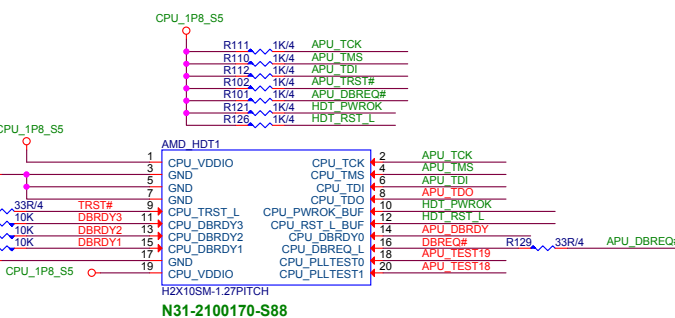 CPU_1P8_S5
R111 1K/4 APU_TCK
R110 1K/4 APU_TMS
R112 1K/4 APU_TDI
R102 1K/4 APU_TRST#
R101 1K/4 APU_DBREQ#
R121 1K/4 HDT_PWROK
R126 1K/4 HDT_RST_L
CPU_1P8_S5
AMD_HDT1
1 CPU_VDDIO CPU_TCK 2 APU_TCK
3 GND CPU_TMS 4 APU_TMS
5 GND CPU_TDI 6 APU_TDI
7 GND CPU_TDO 8 APU_TDO
33R/4 TRST# 9 CPU_TRST_L CPU_PWROK_BUF 10 HDT_PWROK
10K DBRDY3 11 CPU_DBRDY3 CPU_RST_L_BUF 12 HDT_RST_L
10K DBRDY2 13 CPU_DBRDY2 CPU_DBRDY0 14 APU_DBRDY
10K DBRDY1 15 CPU_DBRDY1 CPU_DBREQ_L 16 DBREQ# R129 33R/4 APU_DBREQ#
17 GND CPU_PLLTEST0 18 APU_TEST19
CPU_1P8_S5 19 CPU_VDDIO CPU_PLLTEST1 20 APU_TEST18
H2X10SM-1.27PITCH
N31-2100170-S88